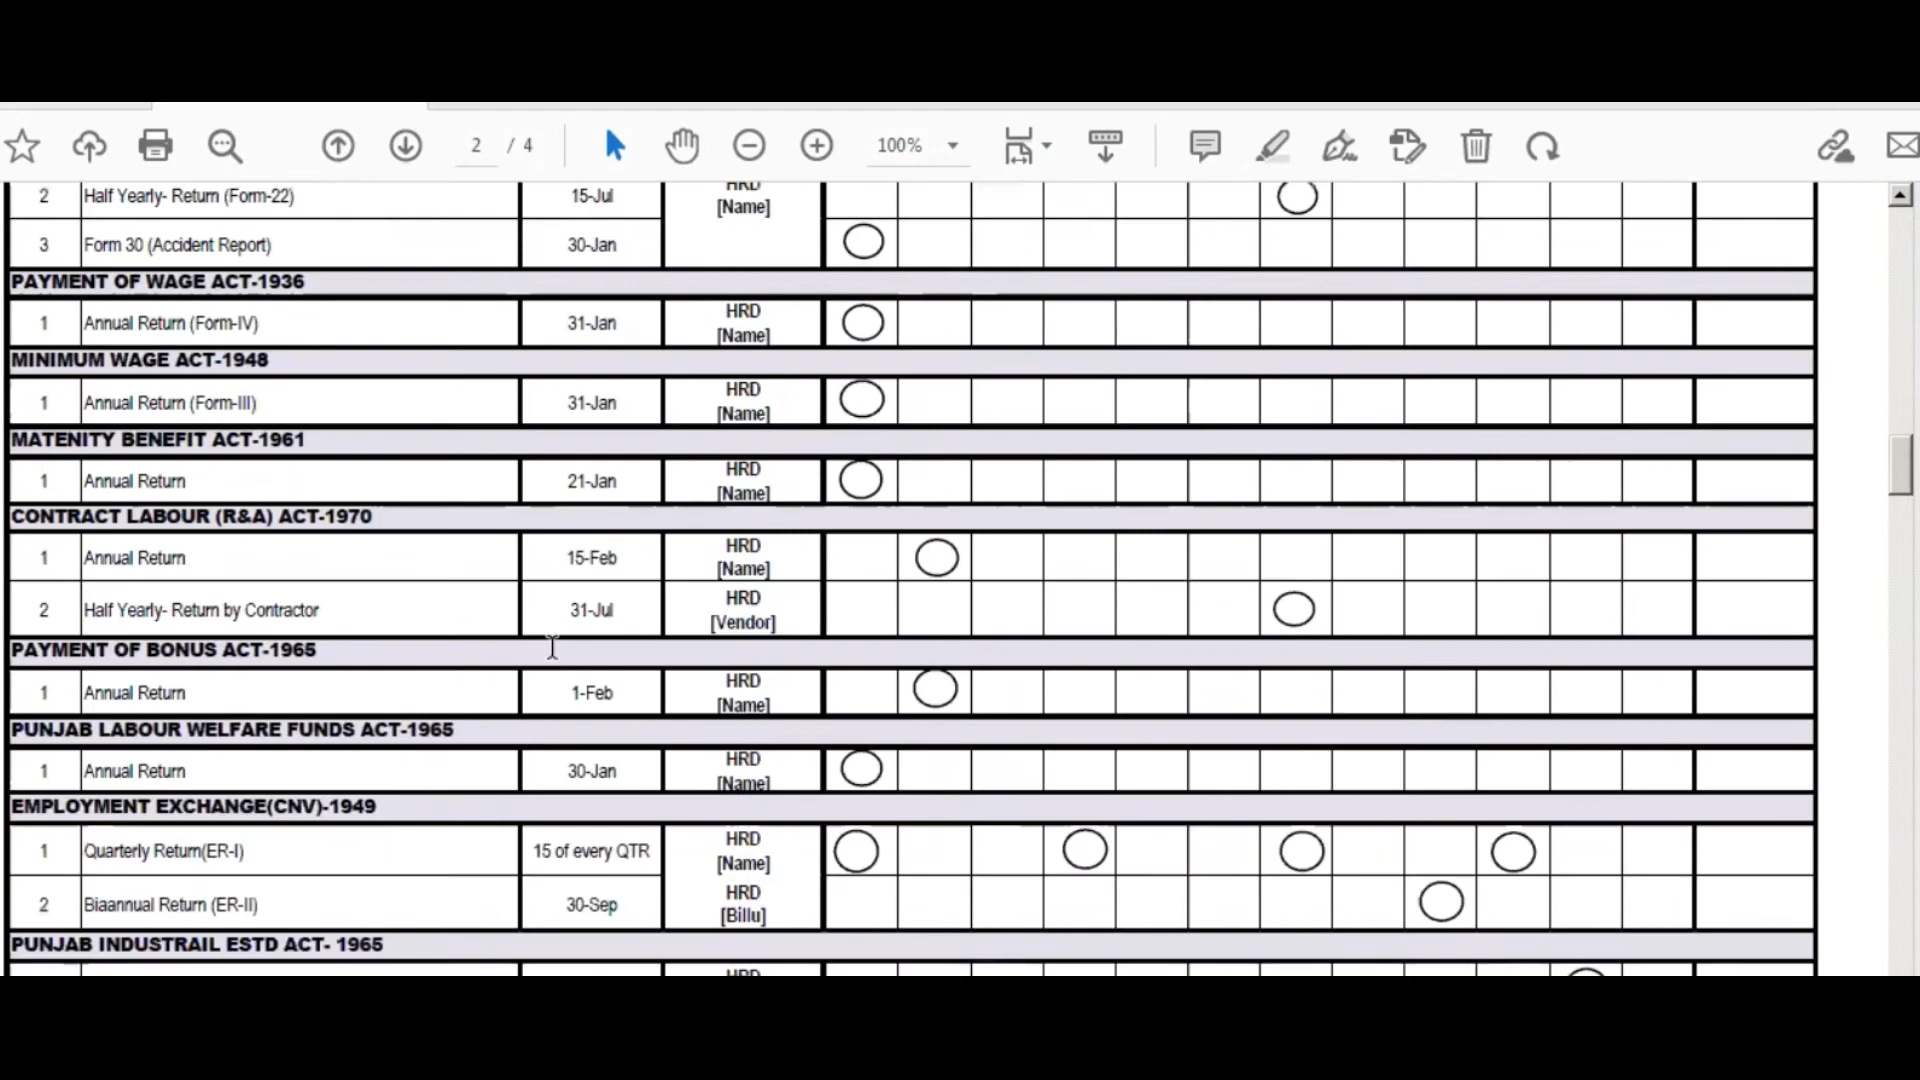 2 / 4 100%
2 Half Yearly- Return (Form-22) 15-Jul HRD
[Name]
3 Form 30 (Accident Report) 30-Jan
PAYMENT OF WAGE ACT-1936
1 Annual Return (Form-IV) 31-Jan HRD
[Name]
MINIMUM WAGE ACT-1948
1 Annual Return (Form-III) 31-Jan HRD
[Name]
MATENITY BENEFIT ACT-1961
1 Annual Return 21-Jan HRD
[Name]
CONTRACT LABOUR (R&A) ACT-1970
1 Annual Return 15-Feb HRD
[Name]
2 Half Yearly- Return by Contractor 31-Jul HRD
[Vendor]
PAYMENT OF BONUS ACT-1965
1 Annual Return 1-Feb HRD
[Name]
PUNJAB LABOUR WELFARE FUNDS ACT-1965
1 Annual Return 30-Jan HRD
[Name]
EMPLOYMENT EXCHANGE(CNV)-1949
1 Quarterly Return(ER-I) 15 of every QTR HRD
[Name]
2 Biaannual Return (ER-II) 30-Sep HRD
[Billu]
PUNJAB INDUSTRAIL ESTD ACT- 1965
HRD